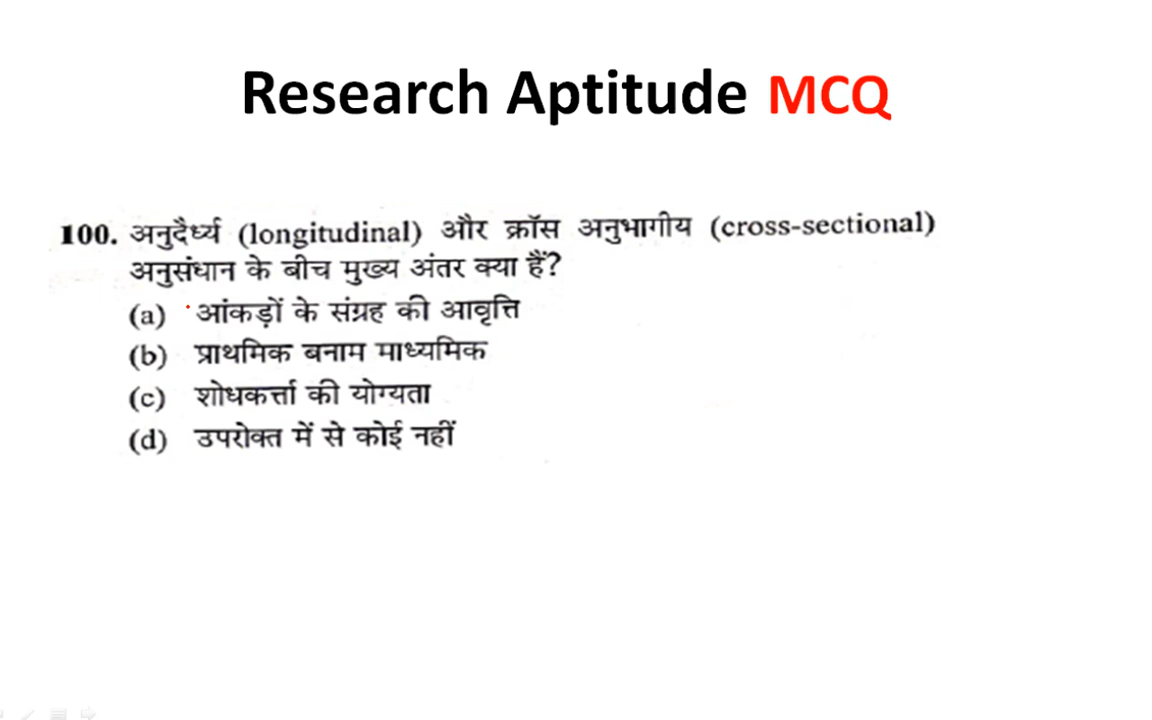 Research Aptitude MCQ
100. अनुदैर्ध्य (longitudinal) और क्रॉस अनुभागीय (cross-sectional)
अनुसंधान के बीच मुख्य अंतर क्या हैं?
(a) आंकड़ों के संग्रह की आवृत्ति
(b) प्राथमिक बनाम माध्यमिक
(c) शोधकर्त्ता की योग्यता
(d) उपरोक्त में से कोई नहीं